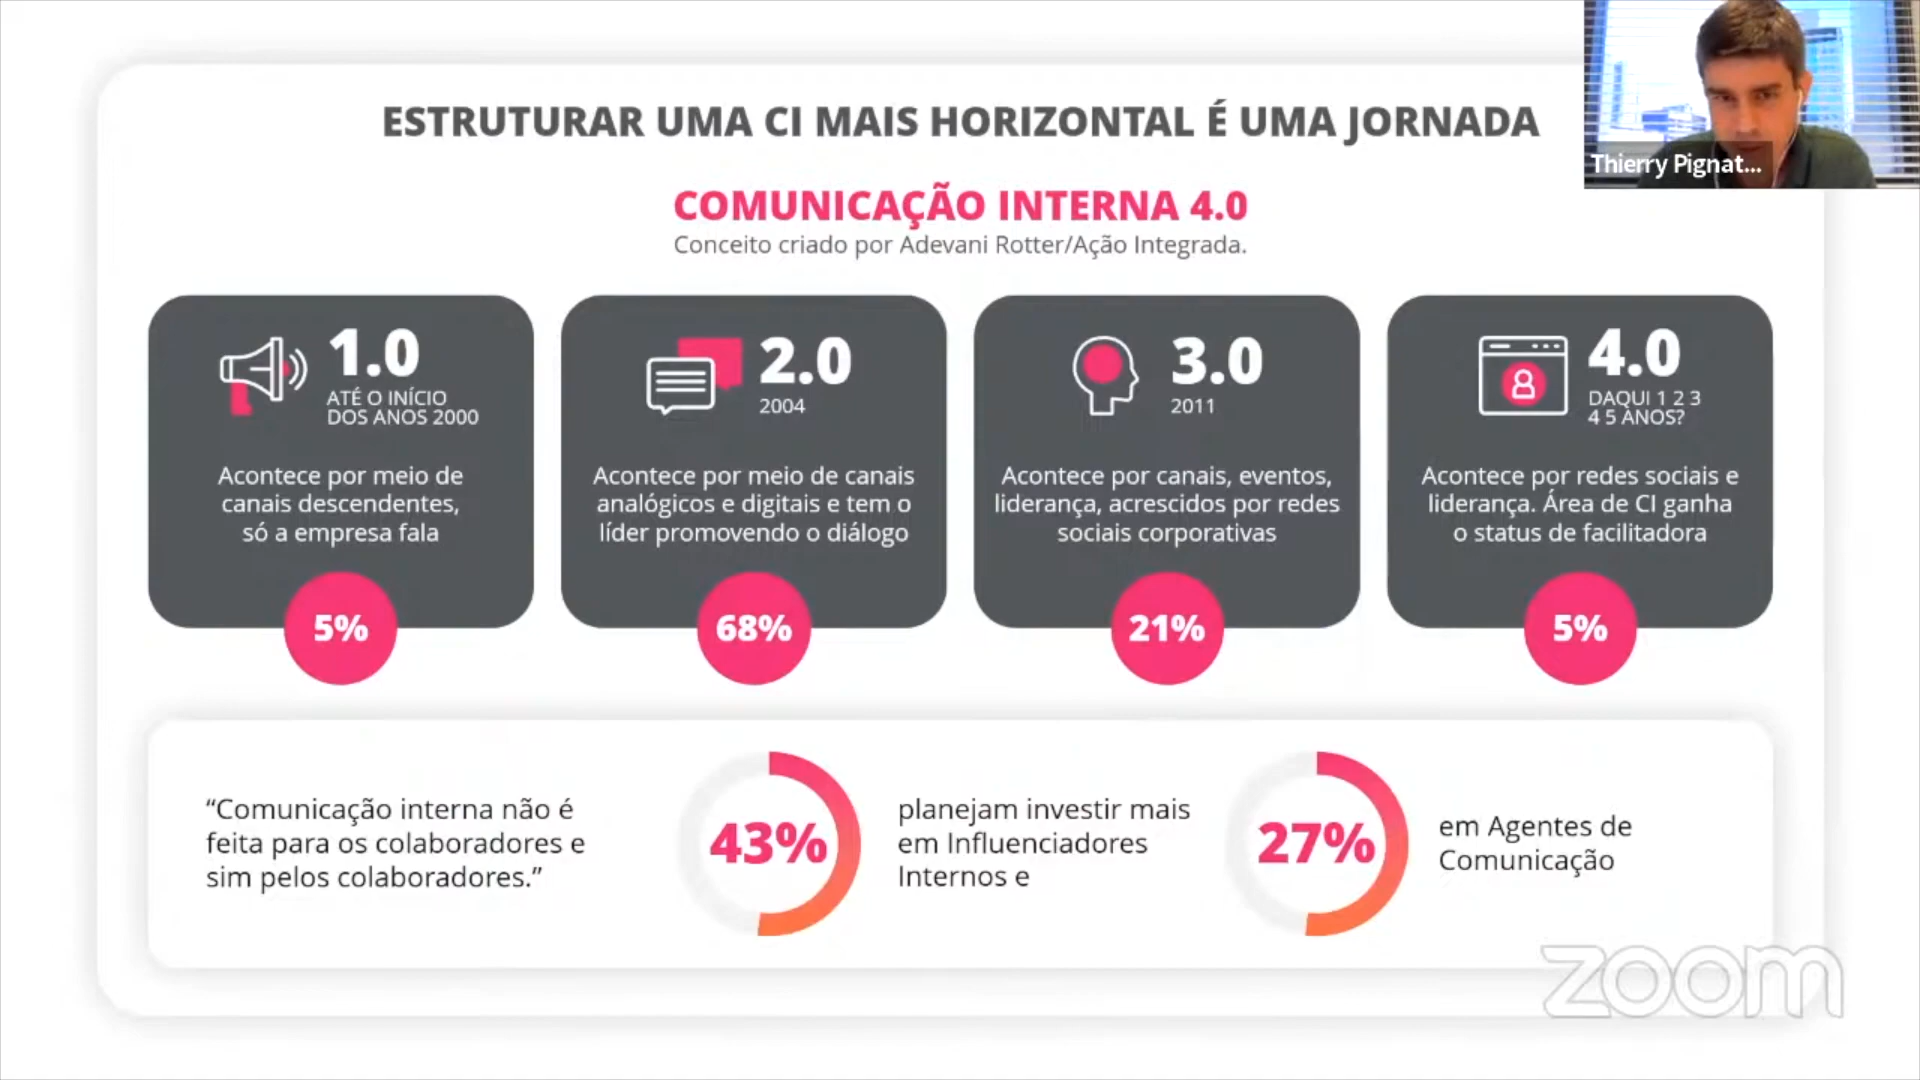 ESTRUTURAR UMA CI MAIS HORIZONTAL É UMA JORNADA
Thierry Pignat...
COMUNICAÇÃO INTERNA 4.0
Conceito criado por Adevani Rotter/Ação Integrada.
1.0
ATÉ O INÍCIO
DOS ANOS 2000
Acontece por meio de
canais descendentes,
só a empresa fala
5%
2.0
2004
Acontece por meio de canais
analógicos e digitais e tem o
líder promovendo o diálogo
68%
3.0
2011
Acontece por canais, eventos,
liderança, acrescidos por redes
sociais corporativas
21%
4.0
DAQUI 1 2 3
4 5 ANOS?
Acontece por redes sociais e
liderança. Área de CI ganha
o status de facilitadora
5%
“Comunicação interna não é
feita para os colaboradores e
sim pelos colaboradores.”
43%
planejam investir mais
em Influenciadores
Internos e
27%
em Agentes de
Comunicação
zoom